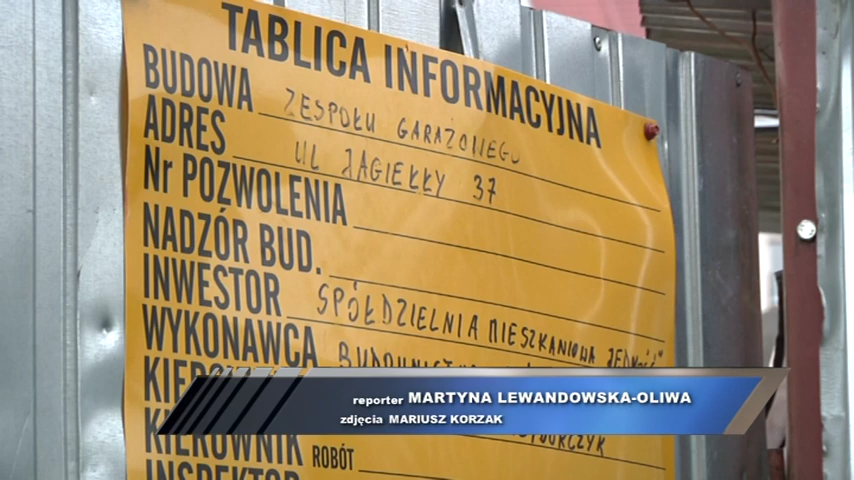 TABLICA INFORMACYJNA
BUDOWA ZESPOŁU GARAŻOWEGO
ADRES UL JAGIEŁŁY 37
Nr POZWOLENIA
NADZÓR BUD.
INWESTOR SPÓŁDZIELNIA MIESZKANIOWA
WYKONAWCA
KIEROWNIK ROBÓT
INSPEKTOR
reporter MARTYNA LEWANDOWSKA-OLIWA
zdjęcia MARIUSZ KORZAK